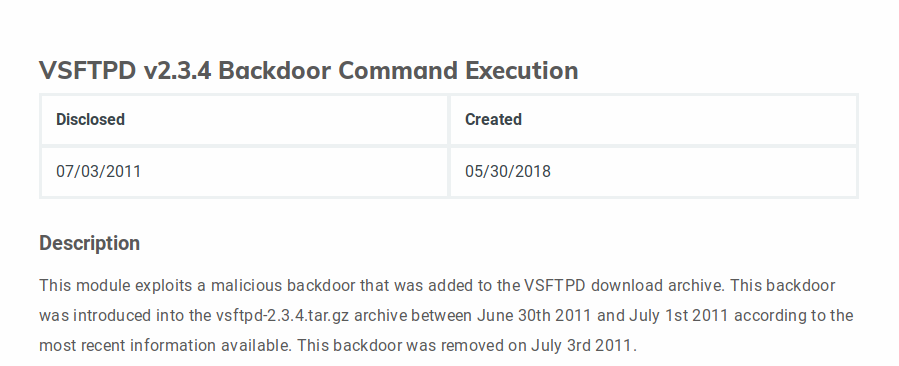 VSFTPD v2.3.4 Backdoor Command Execution
Disclosed Created
07/03/2011 05/30/2018
Description
This module exploits a malicious backdoor that was added to the VSFTPD download archive. This backdoor
was introduced into the vsftpd-2.3.4.tar.gz archive between June 30th 2011 and July 1st 2011 according to the
most recent information available. This backdoor was removed on July 3rd 2011.